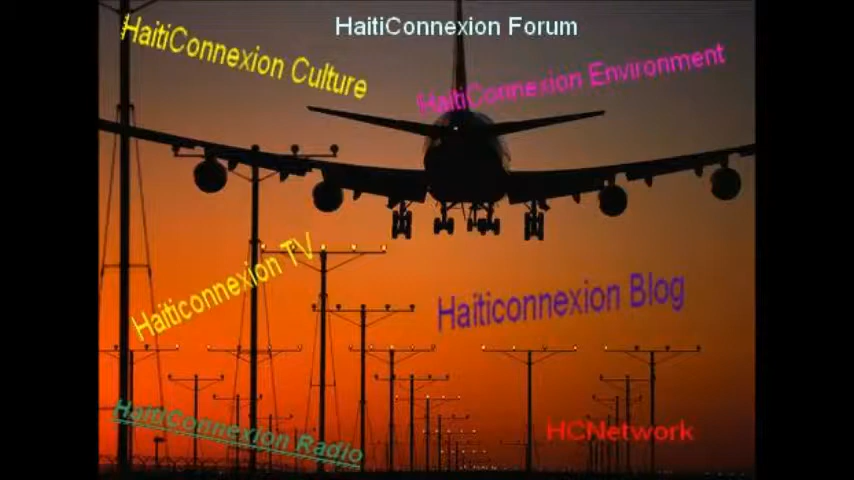 HaitiConnexion Forum
HaitiConnexion Culture
HaitiConnexion Environment
Haiticonnexion TV
Haiticonnexion Blog
HaitiConnexion Radio
HCNetwork